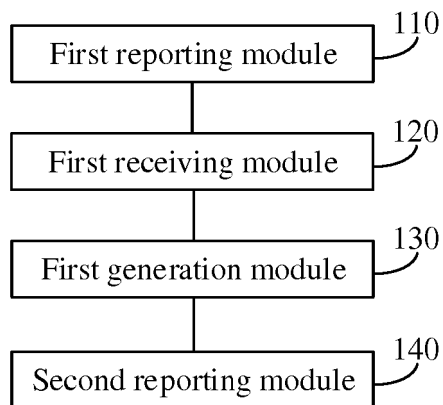 110
First reporting module
120
First receiving module
130
First generation module
140
Second reporting module